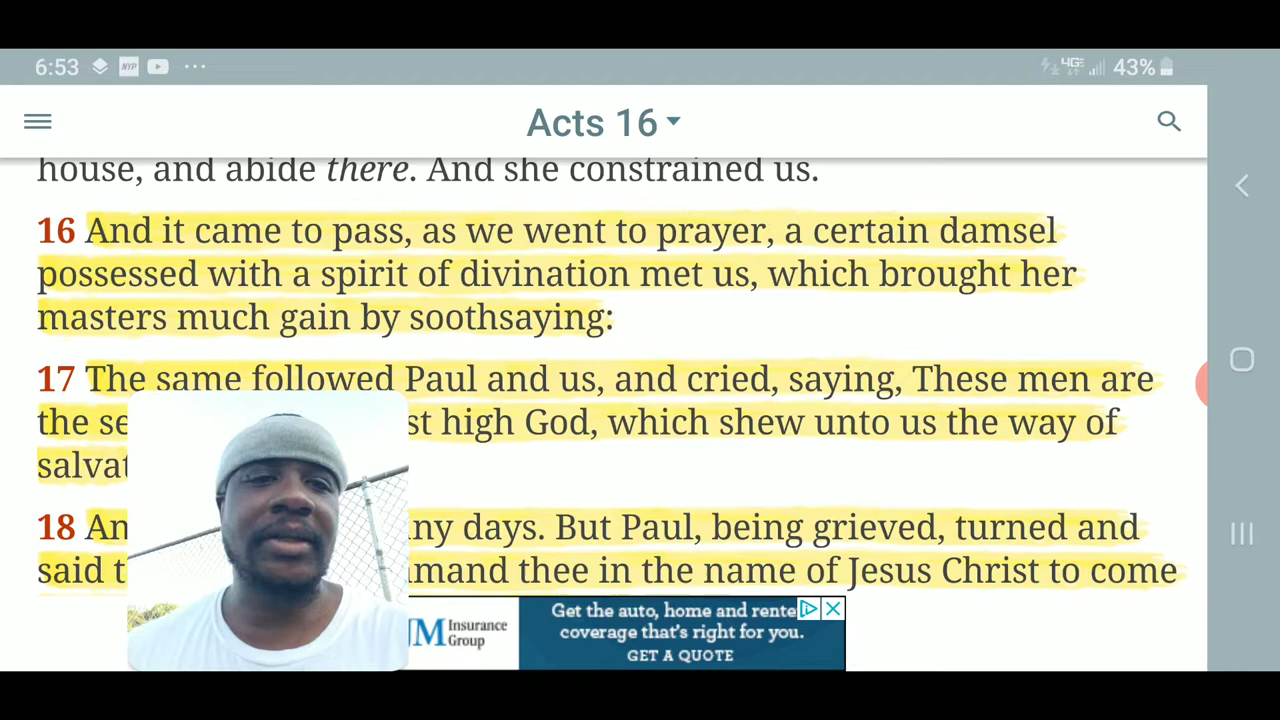 6:53 NYP ... 4GE 43%
Acts 16
house, and abide there. And she constrained us.
16 And it came to pass, as we went to prayer, a certain damsel
possessed with a spirit of divination met us, which brought her
masters much gain by soothsaying:
17 The same followed Paul and us, and cried, saying, These men are
the se st high God, which shew unto us the way of
salvat
18 An ny days. But Paul, being grieved, turned and
said t mand thee in the name of Jesus Christ to come
JM Insurance
Group
Get the auto, home and rente
coverage that's right for you.
GET A QUOTE